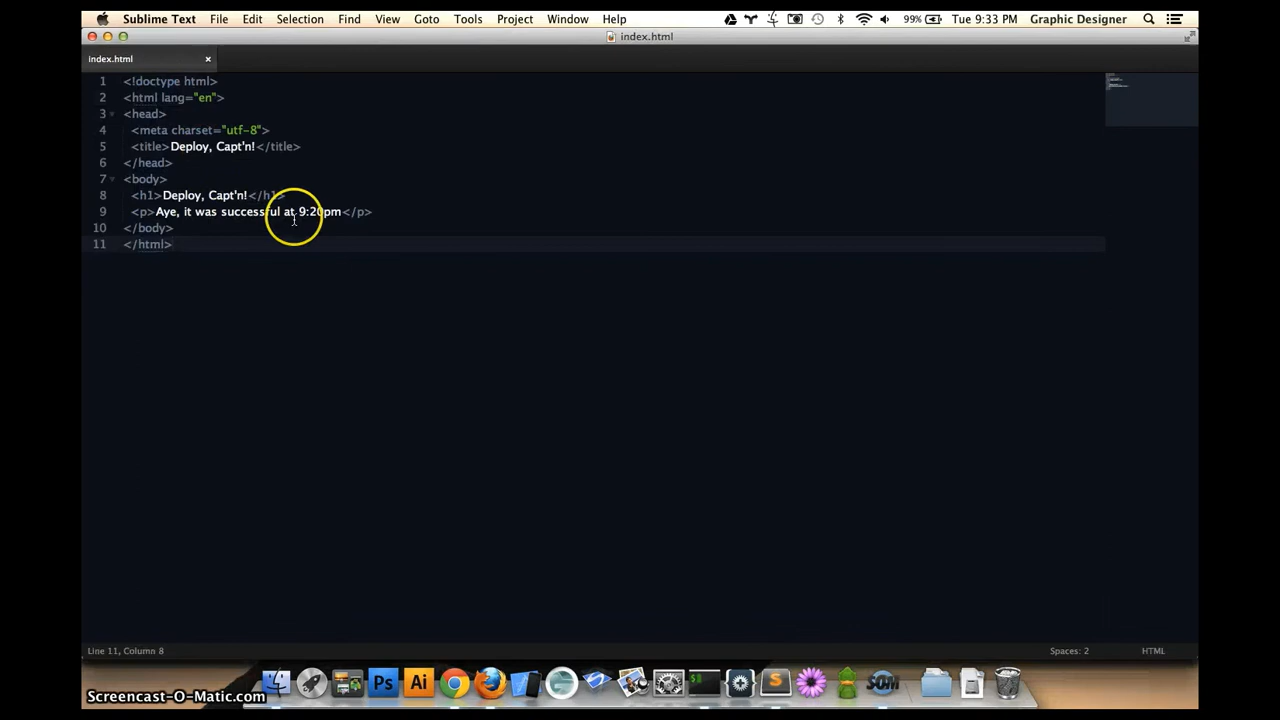 Sublime Text File Edit Selection Find View Goto Tools Project Window Help 99% Tue 9:33 PM Graphic Designer
index.html
index.html
1 <!doctype html>
2 <html lang="en">
3 <head>
4 <meta charset="utf-8">
5 <title>Deploy, Capt'n!</title>
6 </head>
7 <body>
8 <h1>Deploy, Capt'n!</h1>
9 <p>Aye, it was successful at 9:20pm</p>
10 </body>
11 </html>
Line 11, Column 8 Spaces: 2 HTML
Ps Ai $ S SOM
Screencast-O-Matic.com